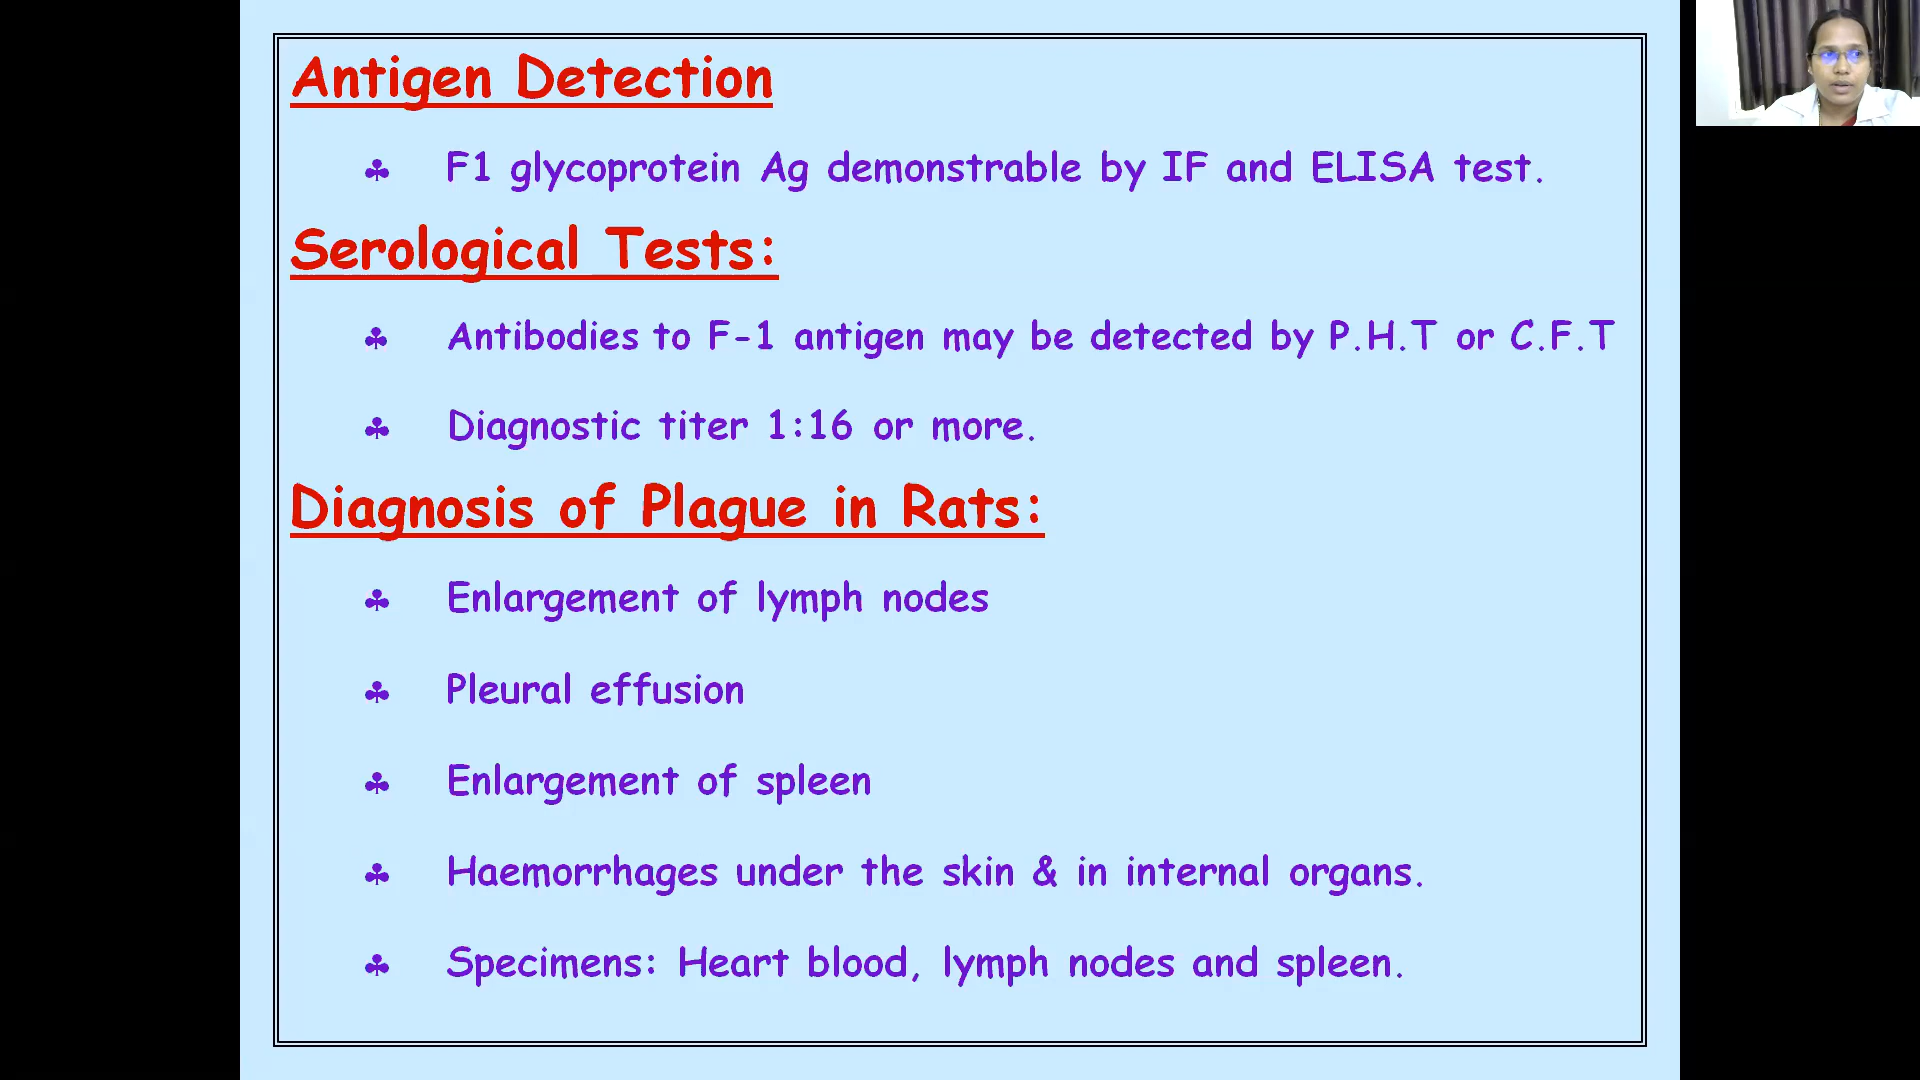 Antigen Detection
♣ F1 glycoprotein Ag demonstrable by IF and ELISA test.
Serological Tests:
♣ Antibodies to F-1 antigen may be detected by P.H.T or C.F.T
♣ Diagnostic titer 1:16 or more.
Diagnosis of Plague in Rats:
♣ Enlargement of lymph nodes
♣ Pleural effusion
♣ Enlargement of spleen
♣ Haemorrhages under the skin & in internal organs.
♣ Specimens: Heart blood, lymph nodes and spleen.